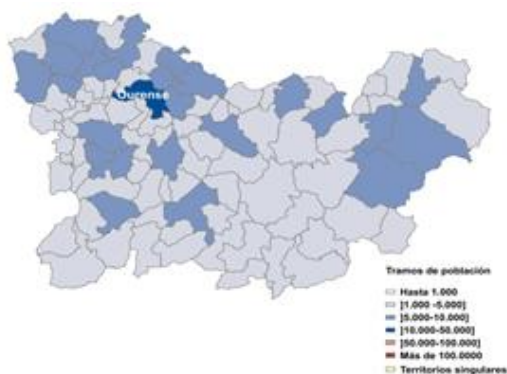 Ourense
Tramos de población
Hasta 1.000
]1.000 -5.000]
]5.000-10.000]
]10.000-50.000]
]50.000-100.000]
Más de 100.0000
Territorios singulares